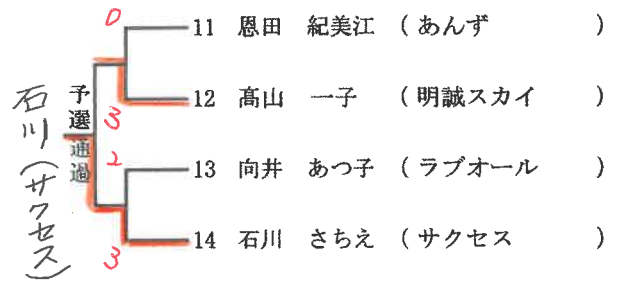 0
11 恩田 紀美江 (あんず)
12 髙山 一子 (明誠スカイ)
3
予選通過
石川(サクセス)
2
13 向井 あつ子 (ラブオール)
14 石川 さちえ (サクセス)
3